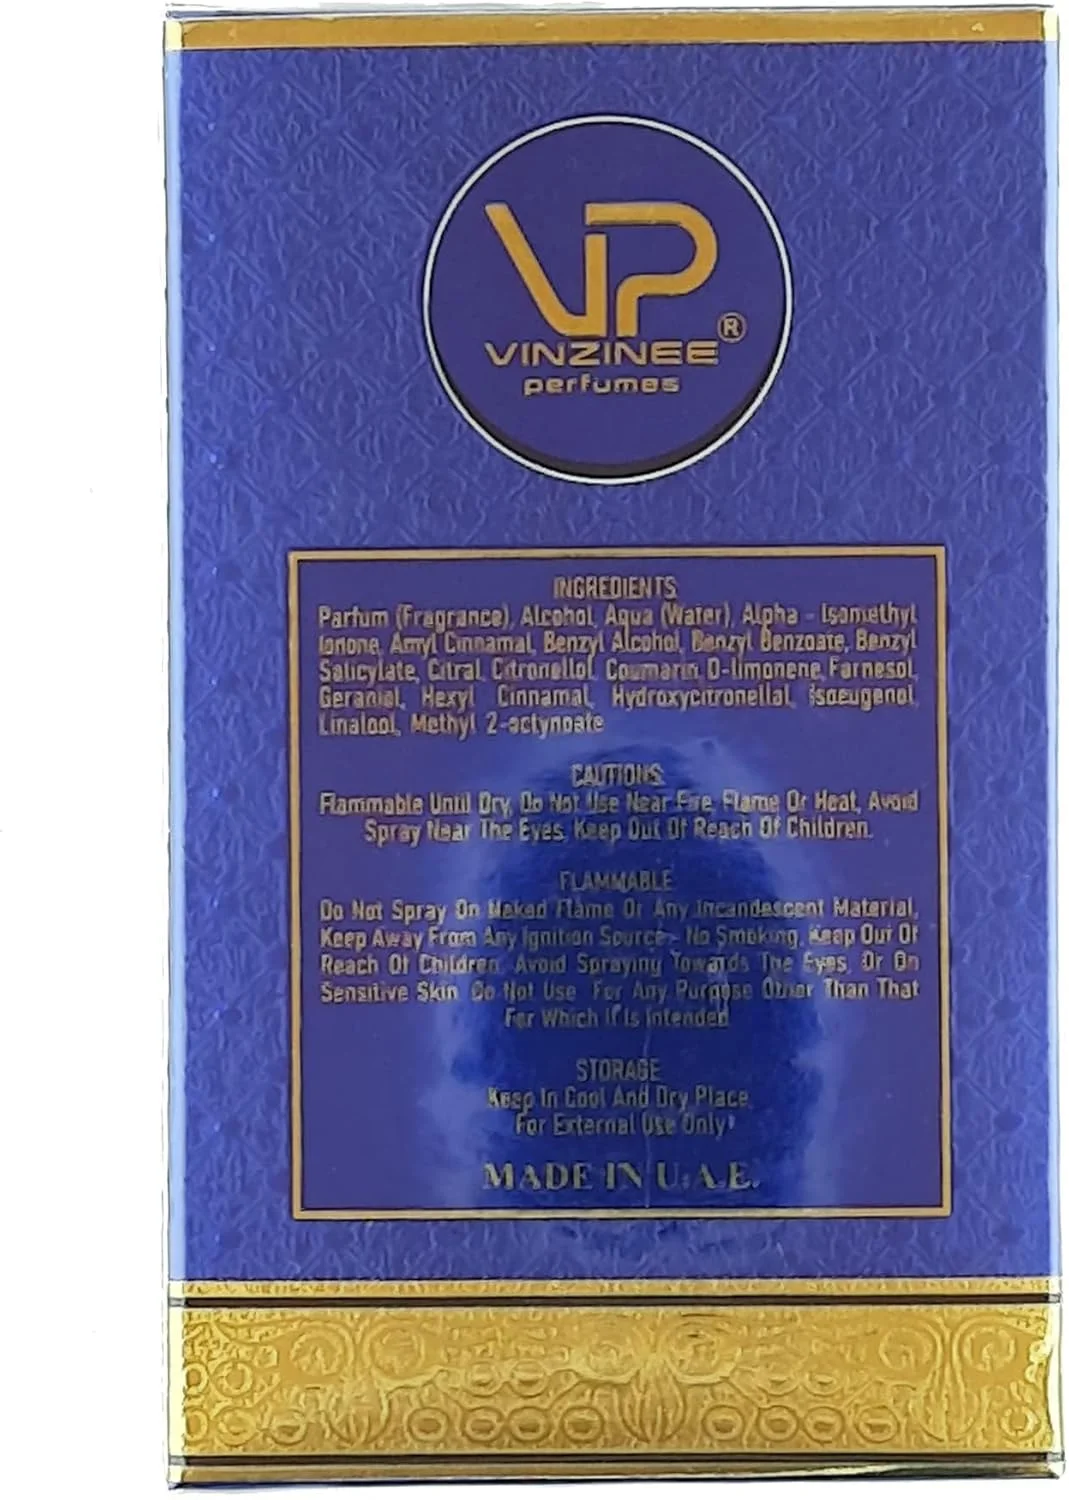 VP
VINZINEE®
perfumes
INGREDIENTS
Parfum (Fragrance), Alcohol, Aqua (Water), Alpha - Isomethyl
Ionone, Amyl Cinnamal, Benzyl Alcohol, Benzyl Benzoate, Benzyl
Salicylate, Citral, Citronellol, Coumarin, D-limonene, Farnesol,
Geraniol, Hexyl Cinnamal, Hydroxycitronellal, Isoeugenol,
Linalool, Methyl 2-octynoate
CAUTIONS
Flammable Until Dry, Do Not Use Near Fire, Flame Or Heat, Avoid
Spray Near The Eyes, Keep Out Of Reach Of Children.
FLAMMABLE
Do Not Spray On Naked Flame Or Any Incandescent Material,
Keep Away From Any Ignition Source - No Smoking, Keep Out Of
Reach Of Children, Avoid Spraying Towards The Eyes, Or On
Sensitive Skin, Do Not Use For Any Purpose Other Than That
For Which It Is Intended
STORAGE
Keep In Cool And Dry Place
For External Use Only
MADE IN U.A.E.